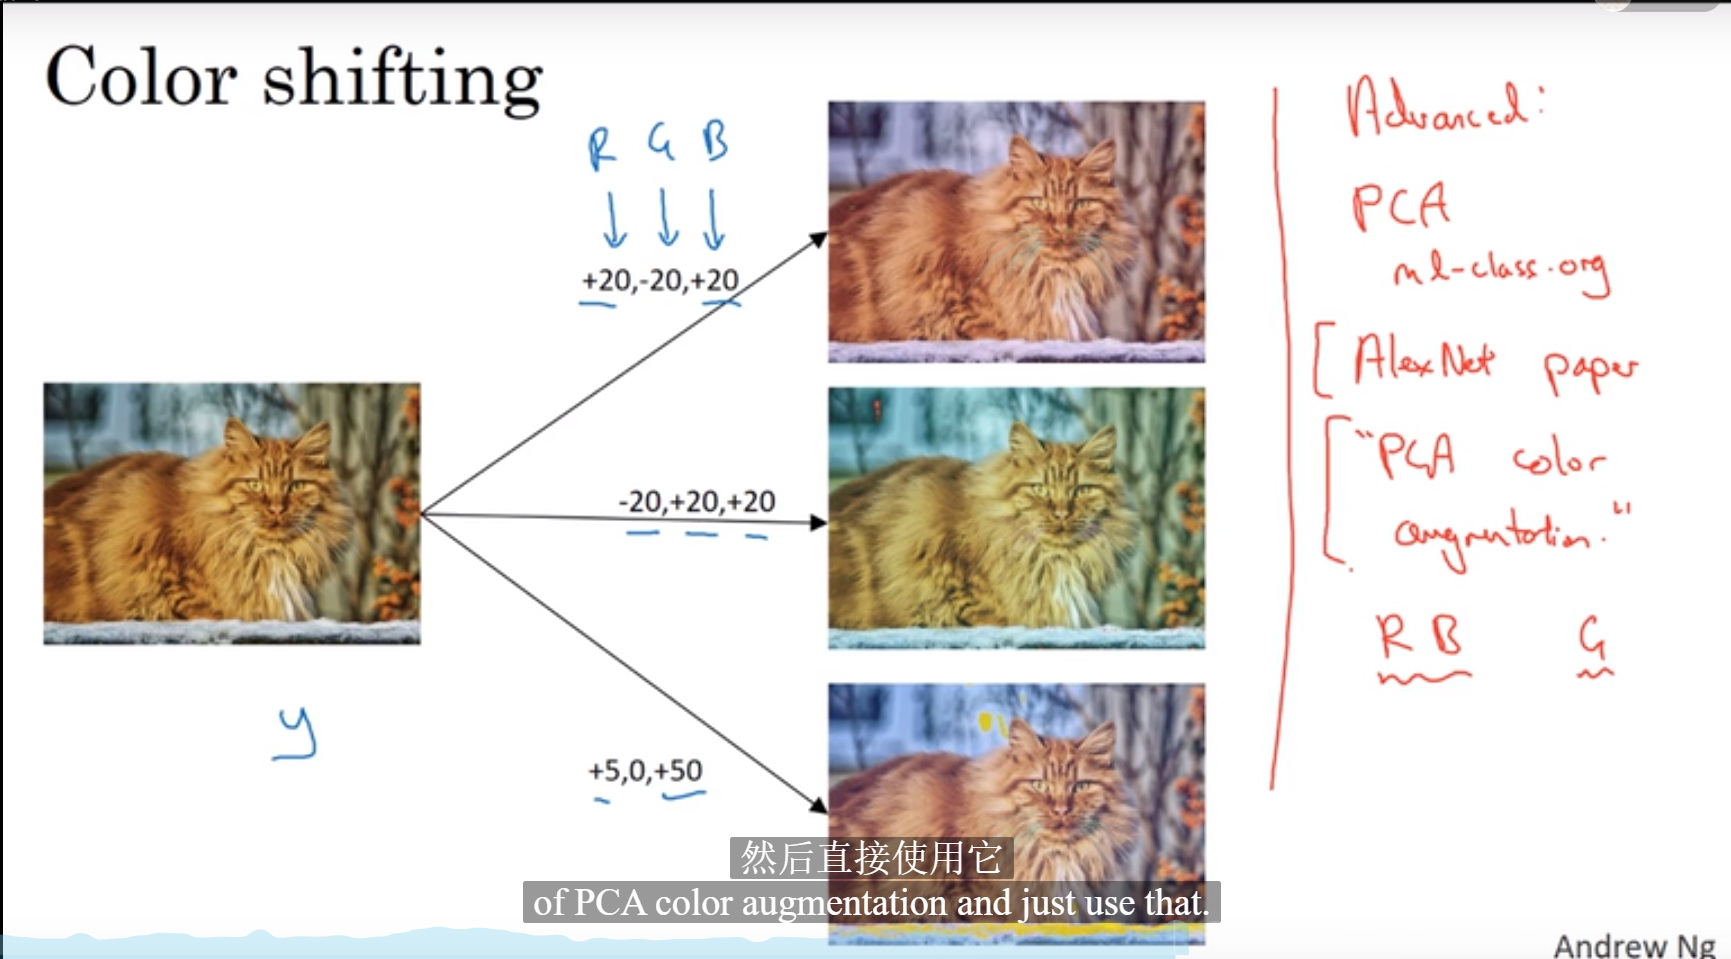 Color shifting
R G B
+20,-20,+20
-20,+20,+20
+5,0,+50
y
Advanced:
PCA
ml-class.org
AlexNet paper
"PCA color
augmentation."
R B G
然后直接使用它
of PCA color augmentation and just use that.
Andrew Ng